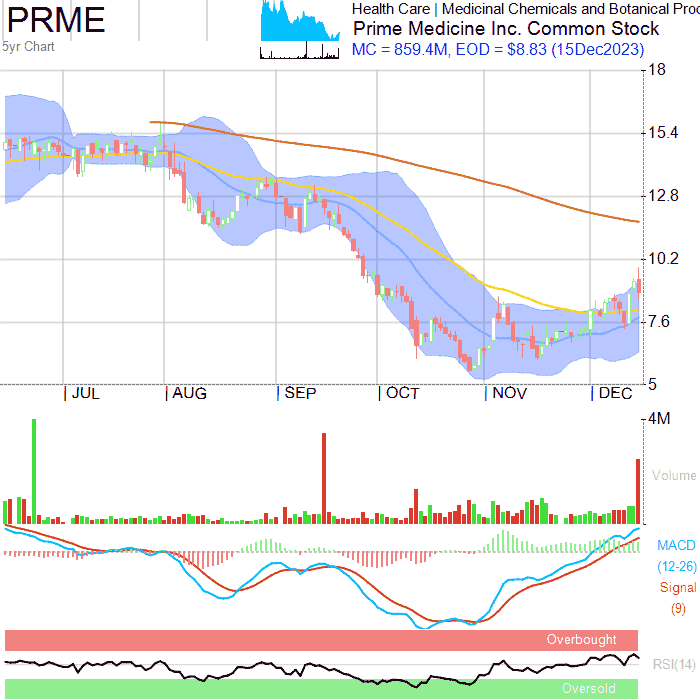 PRME
5yr Chart
Health Care | Medicinal Chemicals and Botanical Proc
Prime Medicine Inc. Common Stock
MC = 859.4M, EOD = $8.83 (15Dec2023)
18
15.4
12.8
10.2
7.6
5
JUL AUG SEP OCT NOV DEC
4M
Volume
MACD
(12-26)
Signal
(9)
Overbought
RSI(14)
Oversold